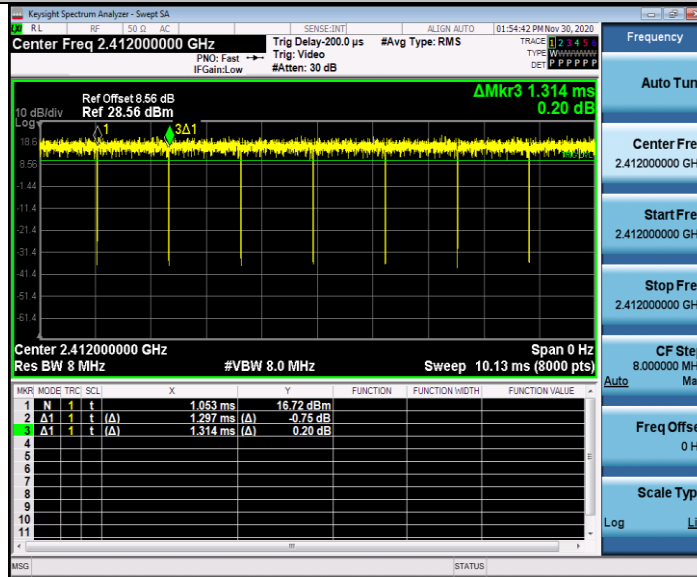 Keysight Spectrum Analyzer - Swept SA
RL RF 50 Ω AC SENSE:INT ALIGN AUTO 01:54:42 PM Nov 30, 2020
Center Freq 2.412000000 GHz
PNO: Fast
IFGain:Low
Trig Delay-200.0 µs
Trig: Video
#Atten: 30 dB
#Avg Type: RMS
TRACE 1 2 3 4 5 6
TYPE WWWWWW
DET P P P P P P
ΔMkr3 1.314 ms
0.20 dB
Ref Offset 8.56 dB
10 dB/div Ref 28.56 dBm
Log
1
3Δ1
18.6
8.56
-1.44
-11.4
-21.4
-31.4
-41.4
-51.4
-61.4
Center 2.412000000 GHz Span 0 Hz
Res BW 8 MHz #VBW 8.0 MHz Sweep 10.13 ms (8000 pts)
MKR MODE TRC SCL X Y FUNCTION FUNCTION WIDTH FUNCTION VALUE
1 N 1 t 1.053 ms 16.72 dBm
2 Δ1 1 t (Δ) 1.297 ms (Δ) -0.75 dB
3 Δ1 1 t (Δ) 1.314 ms (Δ) 0.20 dB
4
5
6
7
8
9
10
11
MSG STATUS
Frequency
Auto Tun
Center Fre
2.412000000 GH
Start Fre
2.412000000 GH
Stop Fre
2.412000000 GH
CF Ste
8.000000 MH
Auto Ma
Freq Offse
0 H
Scale Typ
Log Li